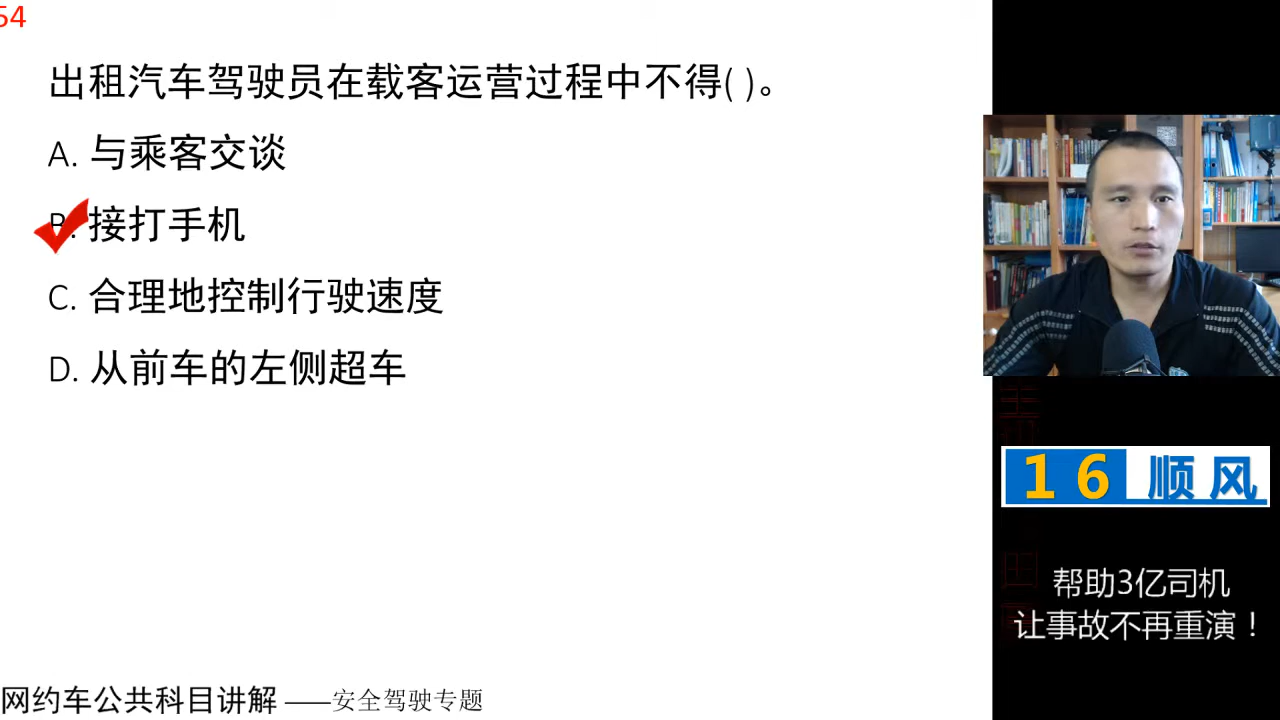 54
出租汽车驾驶员在载客运营过程中不得( )。
A. 与乘客交谈
B. 接打手机
C. 合理地控制行驶速度
D. 从前车的左侧超车
16 顺风
帮助3亿司机
让事故不再重演！
网约车公共科目讲解 ——安全驾驶专题